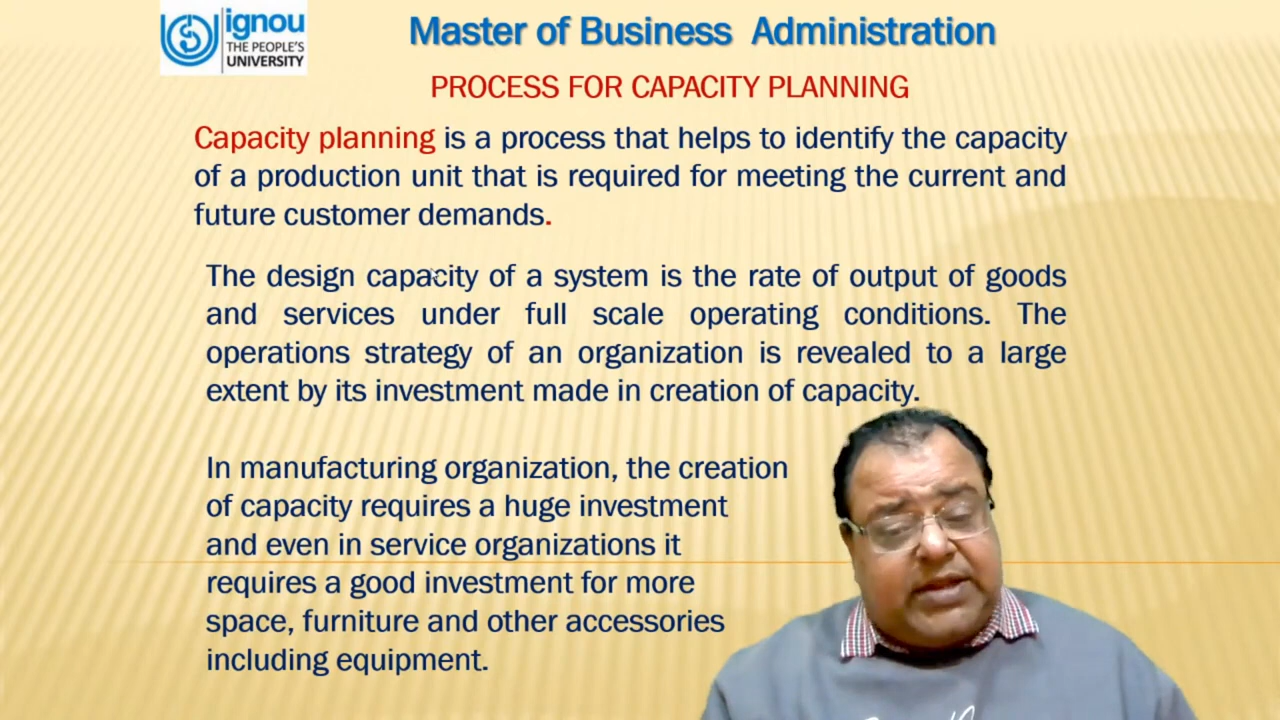 ignou
THE PEOPLE'S
UNIVERSITY
Master of Business Administration
PROCESS FOR CAPACITY PLANNING
Capacity planning is a process that helps to identify the capacity
of a production unit that is required for meeting the current and
future customer demands.
The design capacity of a system is the rate of output of goods
and services under full scale operating conditions. The
operations strategy of an organization is revealed to a large
extent by its investment made in creation of capacity.
In manufacturing organization, the creation
of capacity requires a huge investment
and even in service organizations it
requires a good investment for more
space, furniture and other accessories
including equipment.